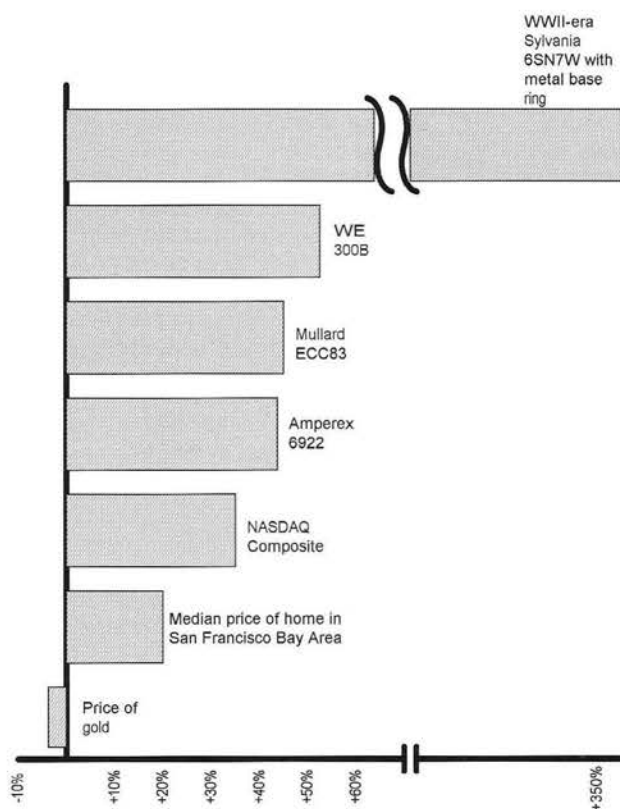 WWII-era
Sylvania
6SN7W with
metal base
ring
WE
300B
Mullard
ECC83
Amperex
6922
NASDAQ
Composite
Median price of home in
San Francisco Bay Area
Price of
gold
-10%
+10%
+20%
+30%
+40%
+50%
+60%
+350%